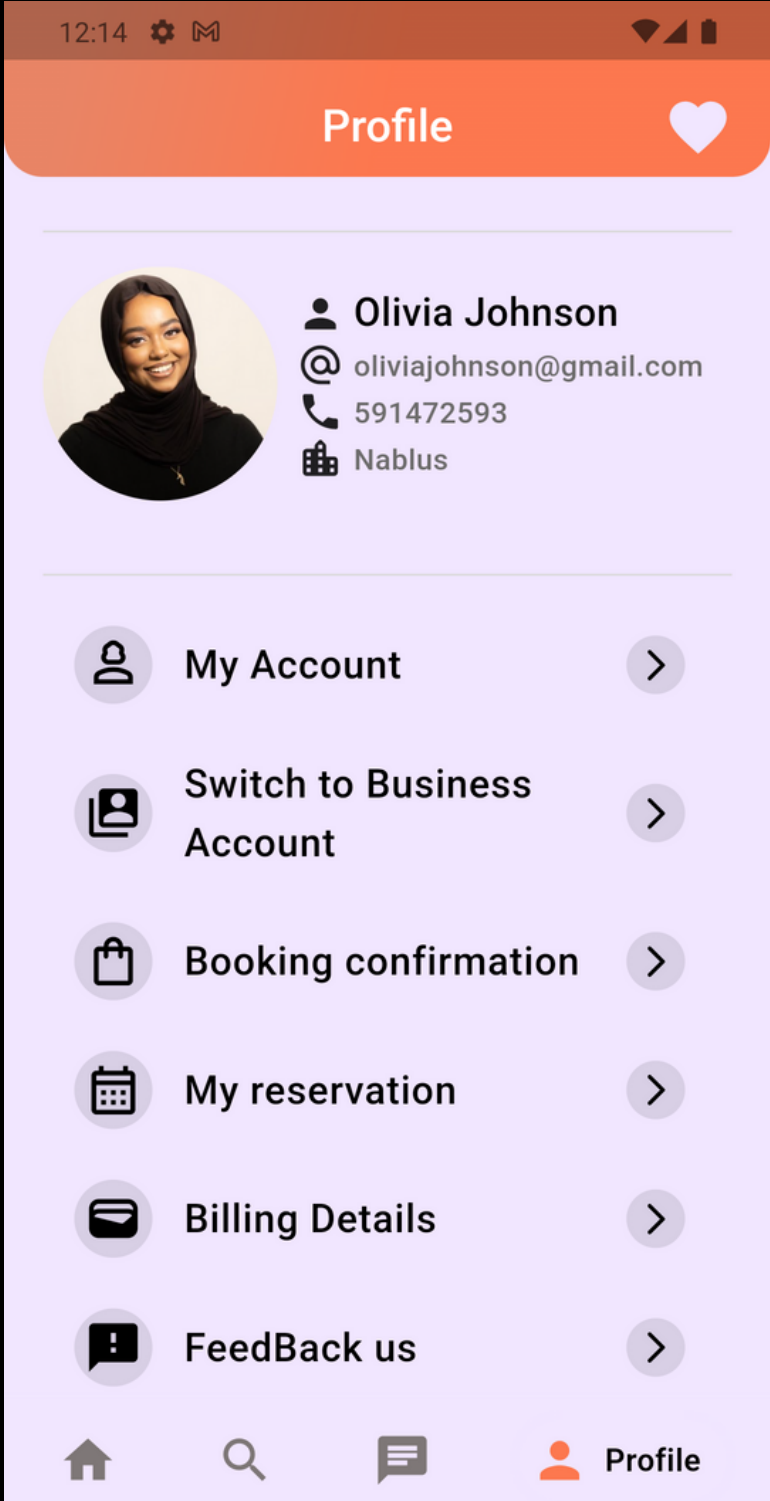 12:14
Profile
Olivia Johnson
oliviajohnson@gmail.com
591472593
Nablus
My Account
Switch to Business
Account
Booking confirmation
My reservation
Billing Details
FeedBack us
Profile